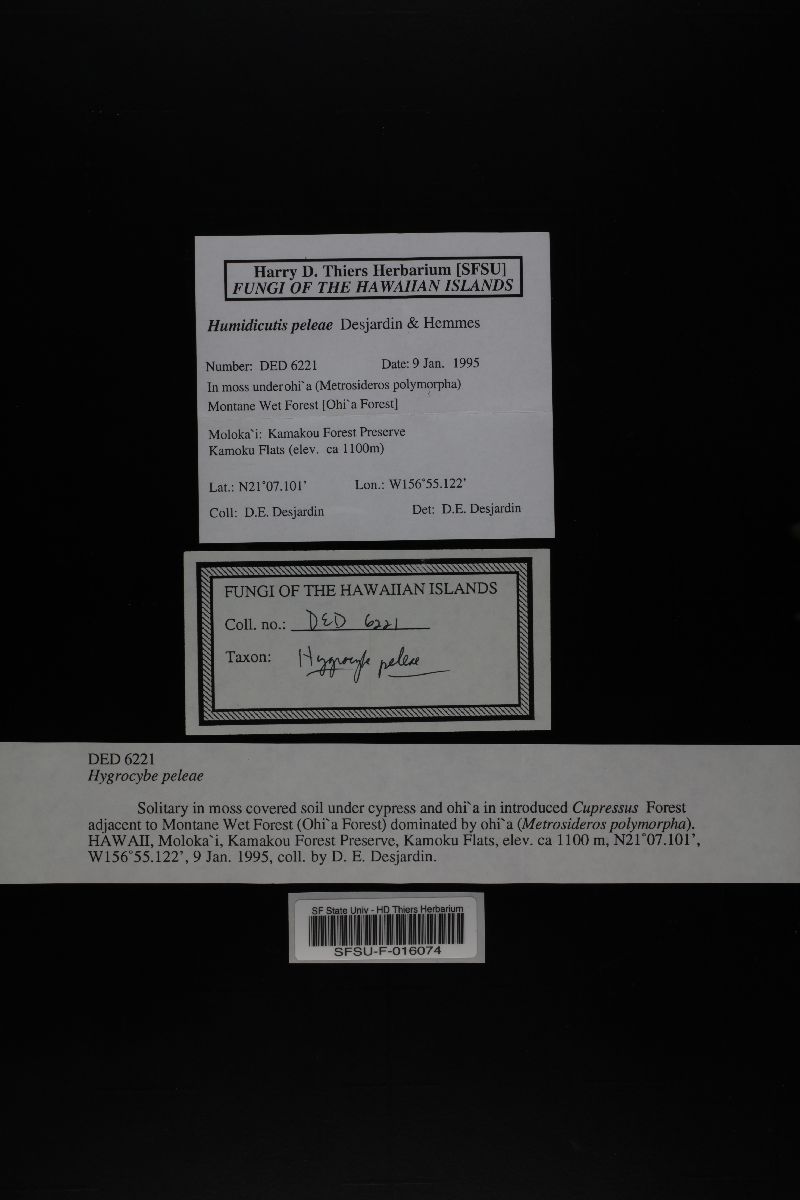 Harry D. Thiers Herbarium [SFSU]
FUNGI OF THE HAWAIIAN ISLANDS
Humidicutis peleae Desjardin & Hemmes
Number: DED 6221 Date: 9 Jan. 1995
In moss under ohi`a (Metrosideros polymorpha)
Montane Wet Forest [Ohi`a Forest]
Moloka`i: Kamakou Forest Preserve
Kamoku Flats (elev. ca 1100m)
Lat.: N21°07.101’ Lon.: W156°55.122’
Coll: D.E. Desjardin Det: D.E. Desjardin
FUNGI OF THE HAWAIIAN ISLANDS
Coll. no.: DED 6221
Taxon: Hygrocybe peleae
DED 6221
Hygrocybe peleae
Solitary in moss covered soil under cypress and ohi`a in introduced Cupressus Forest
adjacent to Montane Wet Forest (Ohi`a Forest) dominated by ohi`a (Metrosideros polymorpha).
HAWAII, Moloka`i, Kamakou Forest Preserve, Kamoku Flats, elev. ca 1100 m, N21°07.101’,
W156°55.122’, 9 Jan. 1995, coll. by D. E. Desjardin.
SF State Univ - HD Thiers Herbarium
SFSU-F-016074